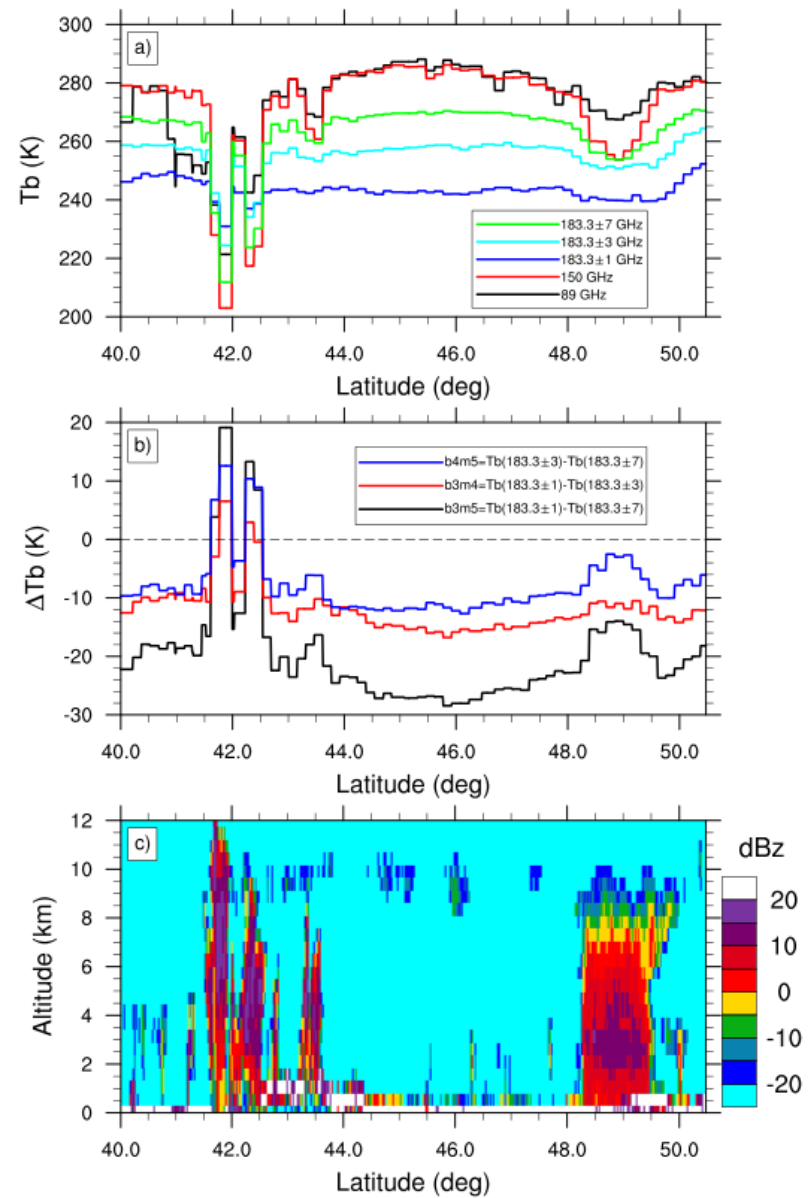 a)
300
280
260
240
220
200
Tb (K)
183.3±7 GHz
183.3±3 GHz
183.3±1 GHz
150 GHz
89 GHz
40.0 42.0 44.0 46.0 48.0 50.0
Latitude (deg)
b)
20
10
0
-10
-20
-30
ΔTb (K)
b4m5=Tb(183.3±3)-Tb(183.3±7)
b3m4=Tb(183.3±1)-Tb(183.3±3)
b3m5=Tb(183.3±1)-Tb(183.3±7)
40.0 42.0 44.0 46.0 48.0 50.0
Latitude (deg)
c)
12
10
8
6
4
2
0
Altitude (km)
40.0 42.0 44.0 46.0 48.0 50.0
Latitude (deg)
dBz
20
10
0
-10
-20